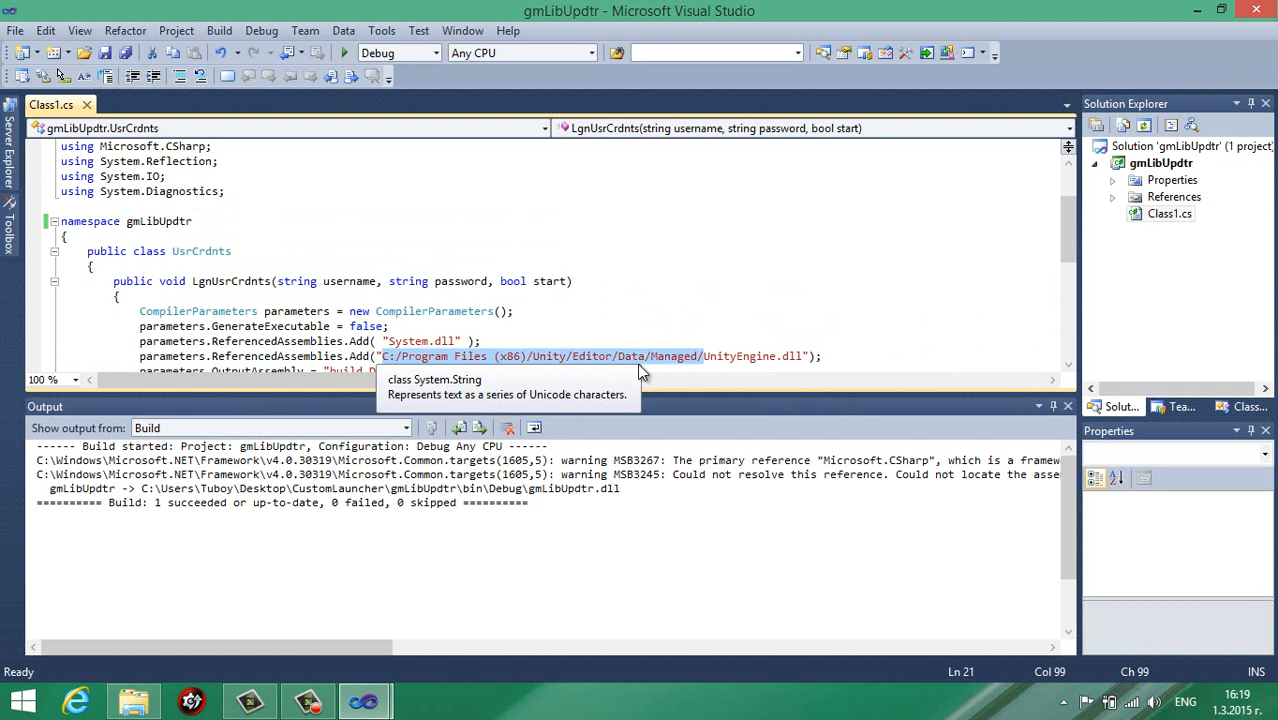 gmLibUpdtr - Microsoft Visual Studio
File Edit View Refactor Project Build Debug Team Data Tools Test Window Help
Debug Any CPU
Class1.cs
Server Explorer
Toolbox
gmLibUpdtr.UsrCrdnts LgnUsrCrdnts(string username, string password, bool start)
using Microsoft.CSharp;
using System.Reflection;
using System.IO;
using System.Diagnostics;
namespace gmLibUpdtr
{
public class UsrCrdnts
{
public void LgnUsrCrdnts(string username, string password, bool start)
{
CompilerParameters parameters = new CompilerParameters();
parameters.GenerateExecutable = false;
parameters.ReferencedAssemblies.Add( "System.dll" );
parameters.ReferencedAssemblies.Add("C:/Program Files (x86)/Unity/Editor/Data/Managed/UnityEngine.dll");
class System.String
Represents text as a series of Unicode characters.
100 %
Solution Explorer
Solution 'gmLibUpdtr' (1 project)
gmLibUpdtr
Properties
References
Class1.cs
Solut... Tea... Class...
Properties
Output
Show output from: Build
------ Build started: Project: gmLibUpdtr, Configuration: Debug Any CPU ------
C:\Windows\Microsoft.NET\Framework\v4.0.30319\Microsoft.Common.targets(1605,5): warning MSB3267: The primary reference "Microsoft.CSharp", which is a framew
C:\Windows\Microsoft.NET\Framework\v4.0.30319\Microsoft.Common.targets(1605,5): warning MSB3245: Could not resolve this reference. Could not locate the asse
gmLibUpdtr -> C:\Users\Tuboy\Desktop\CustomLauncher\gmLibUpdtr\bin\Debug\gmLibUpdtr.dll
========== Build: 1 succeeded or up-to-date, 0 failed, 0 skipped ==========
Ready Ln 21 Col 99 Ch 99 INS
ЕНГ
16:19
1.3.2015 г.